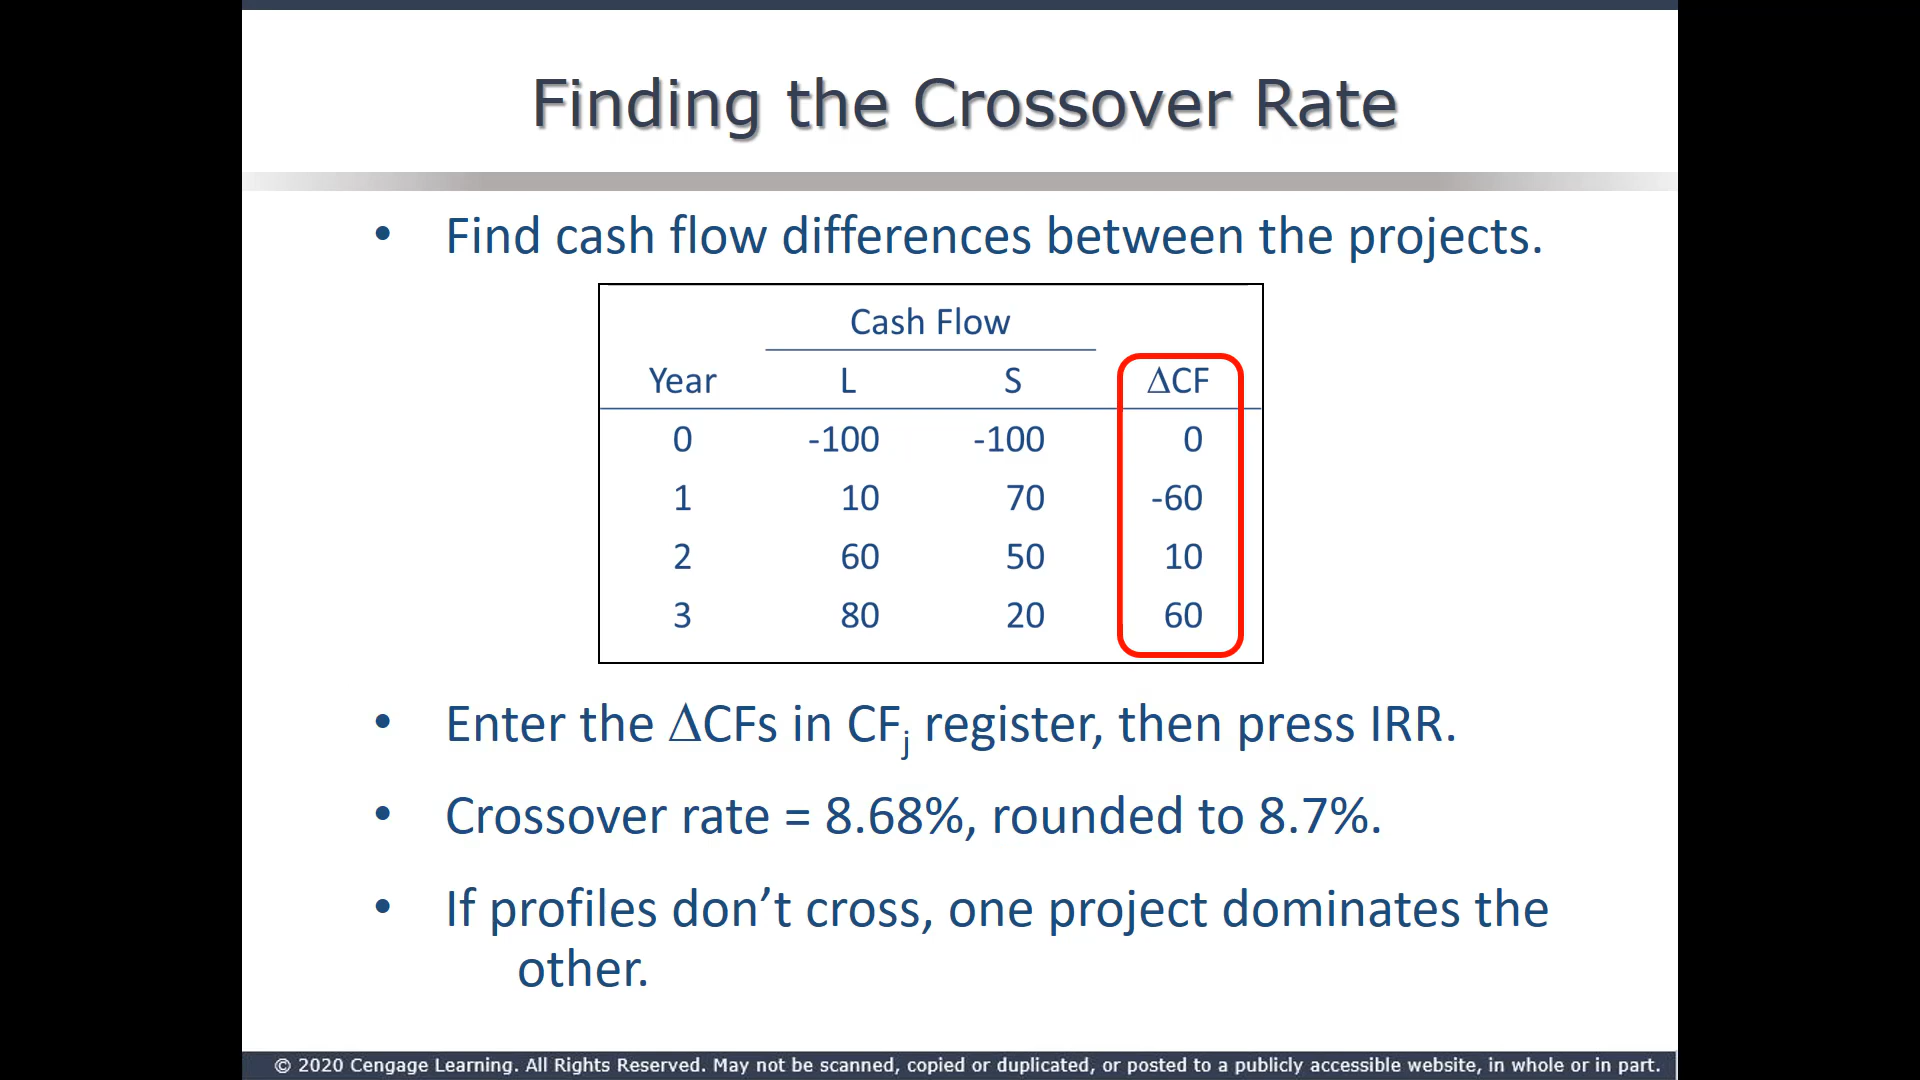 Finding the Crossover Rate
• Find cash flow differences between the projects.
Cash Flow
Year L S ΔCF
0 -100 -100 0
1 10 70 -60
2 60 50 10
3 80 20 60
• Enter the ΔCFs in CFj register, then press IRR.
• Crossover rate = 8.68%, rounded to 8.7%.
• If profiles don’t cross, one project dominates the
other.
© 2020 Cengage Learning. All Rights Reserved. May not be scanned, copied or duplicated, or posted to a publicly accessible website, in whole or in part.